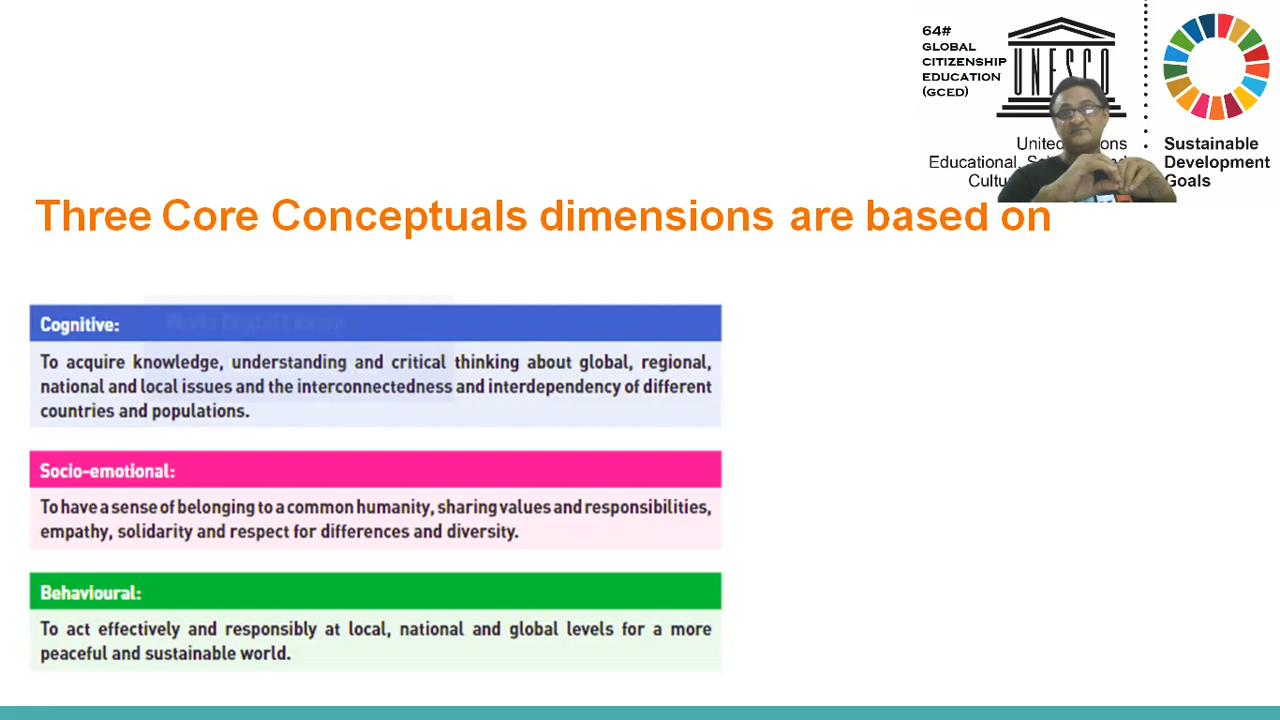 64#
GLOBAL
CITIZENSHIP
EDUCATION
(GCED)
UNESCO
Educational,
Sustainable
Development
Goals
Three Core Conceptuals dimensions are based on
Cognitive:
To acquire knowledge, understanding and critical thinking about global, regional,
national and local issues and the interconnectedness and interdependency of different
countries and populations.
Socio-emotional:
To have a sense of belonging to a common humanity, sharing values and responsibilities,
empathy, solidarity and respect for differences and diversity.
Behavioural:
To act effectively and responsibly at local, national and global levels for a more
peaceful and sustainable world.